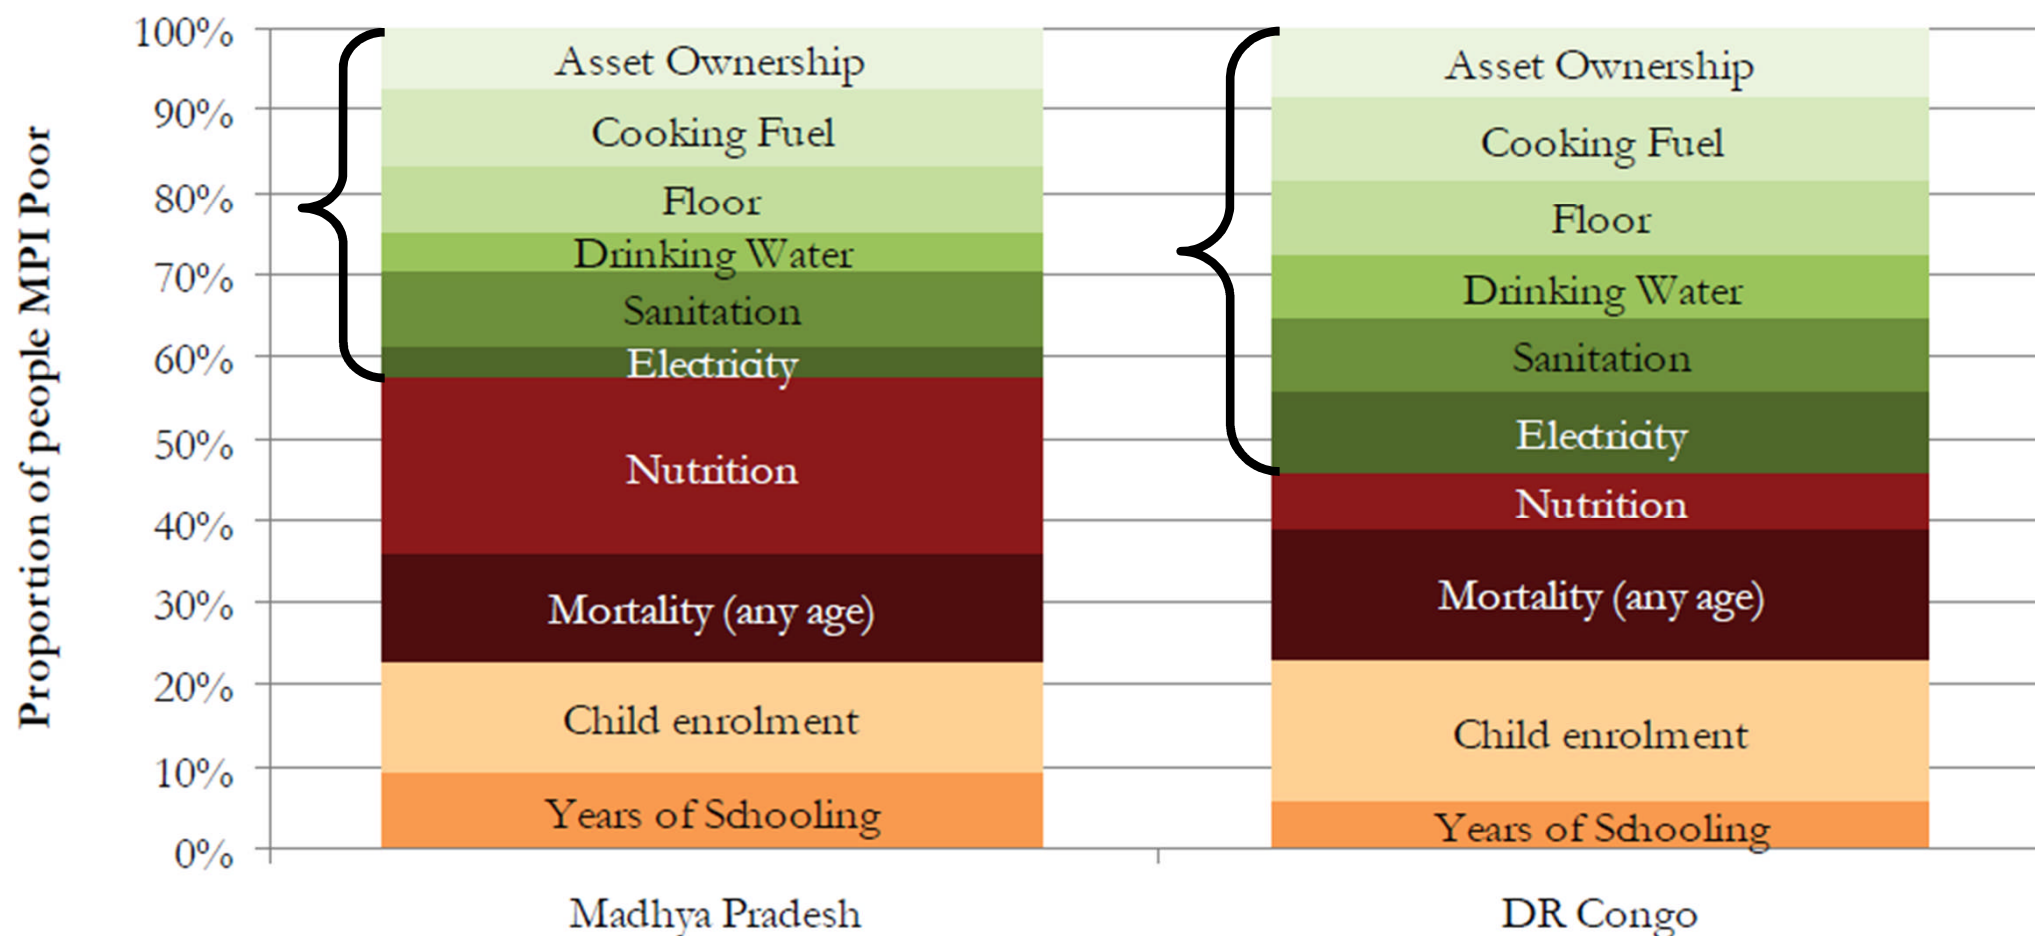 Proportion of people MPI Poor
100%
90%
80%
70%
60%
50%
40%
30%
20%
10%
0%
Asset Ownership
Cooking Fuel
Floor
Drinking Water
Sanitation
Electricity
Nutrition
Mortality (any age)
Child enrolment
Years of Schooling
Madhya Pradesh
Asset Ownership
Cooking Fuel
Floor
Drinking Water
Sanitation
Electricity
Nutrition
Mortality (any age)
Child enrolment
Years of Schooling
DR Congo